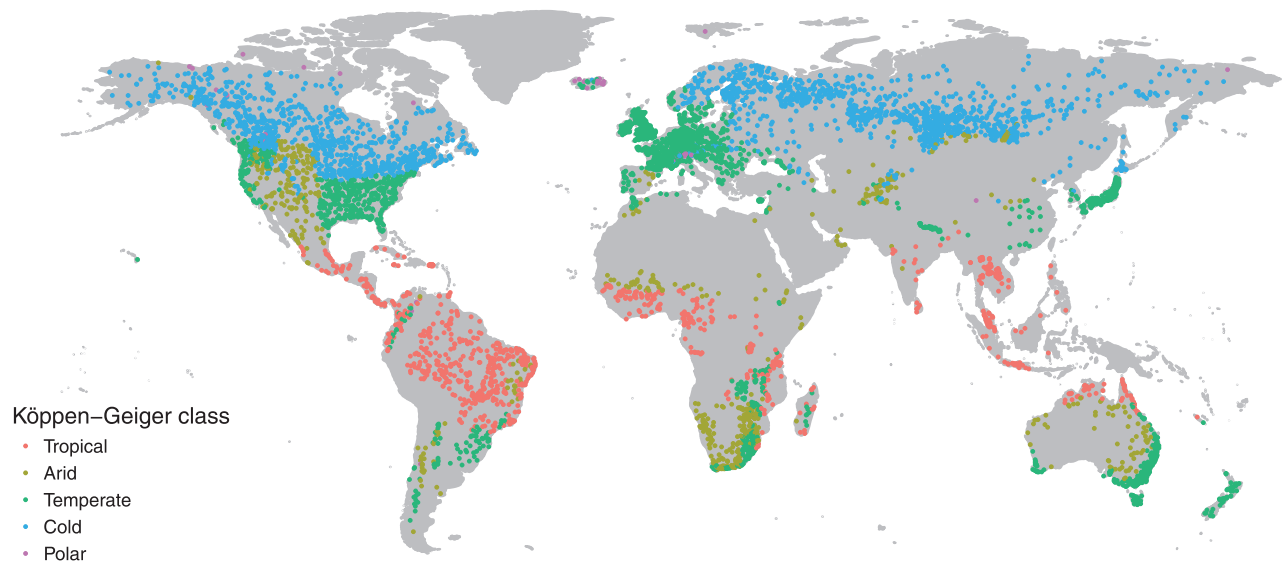 Köppen−Geiger class
Tropical
Arid
Temperate
Cold
Polar